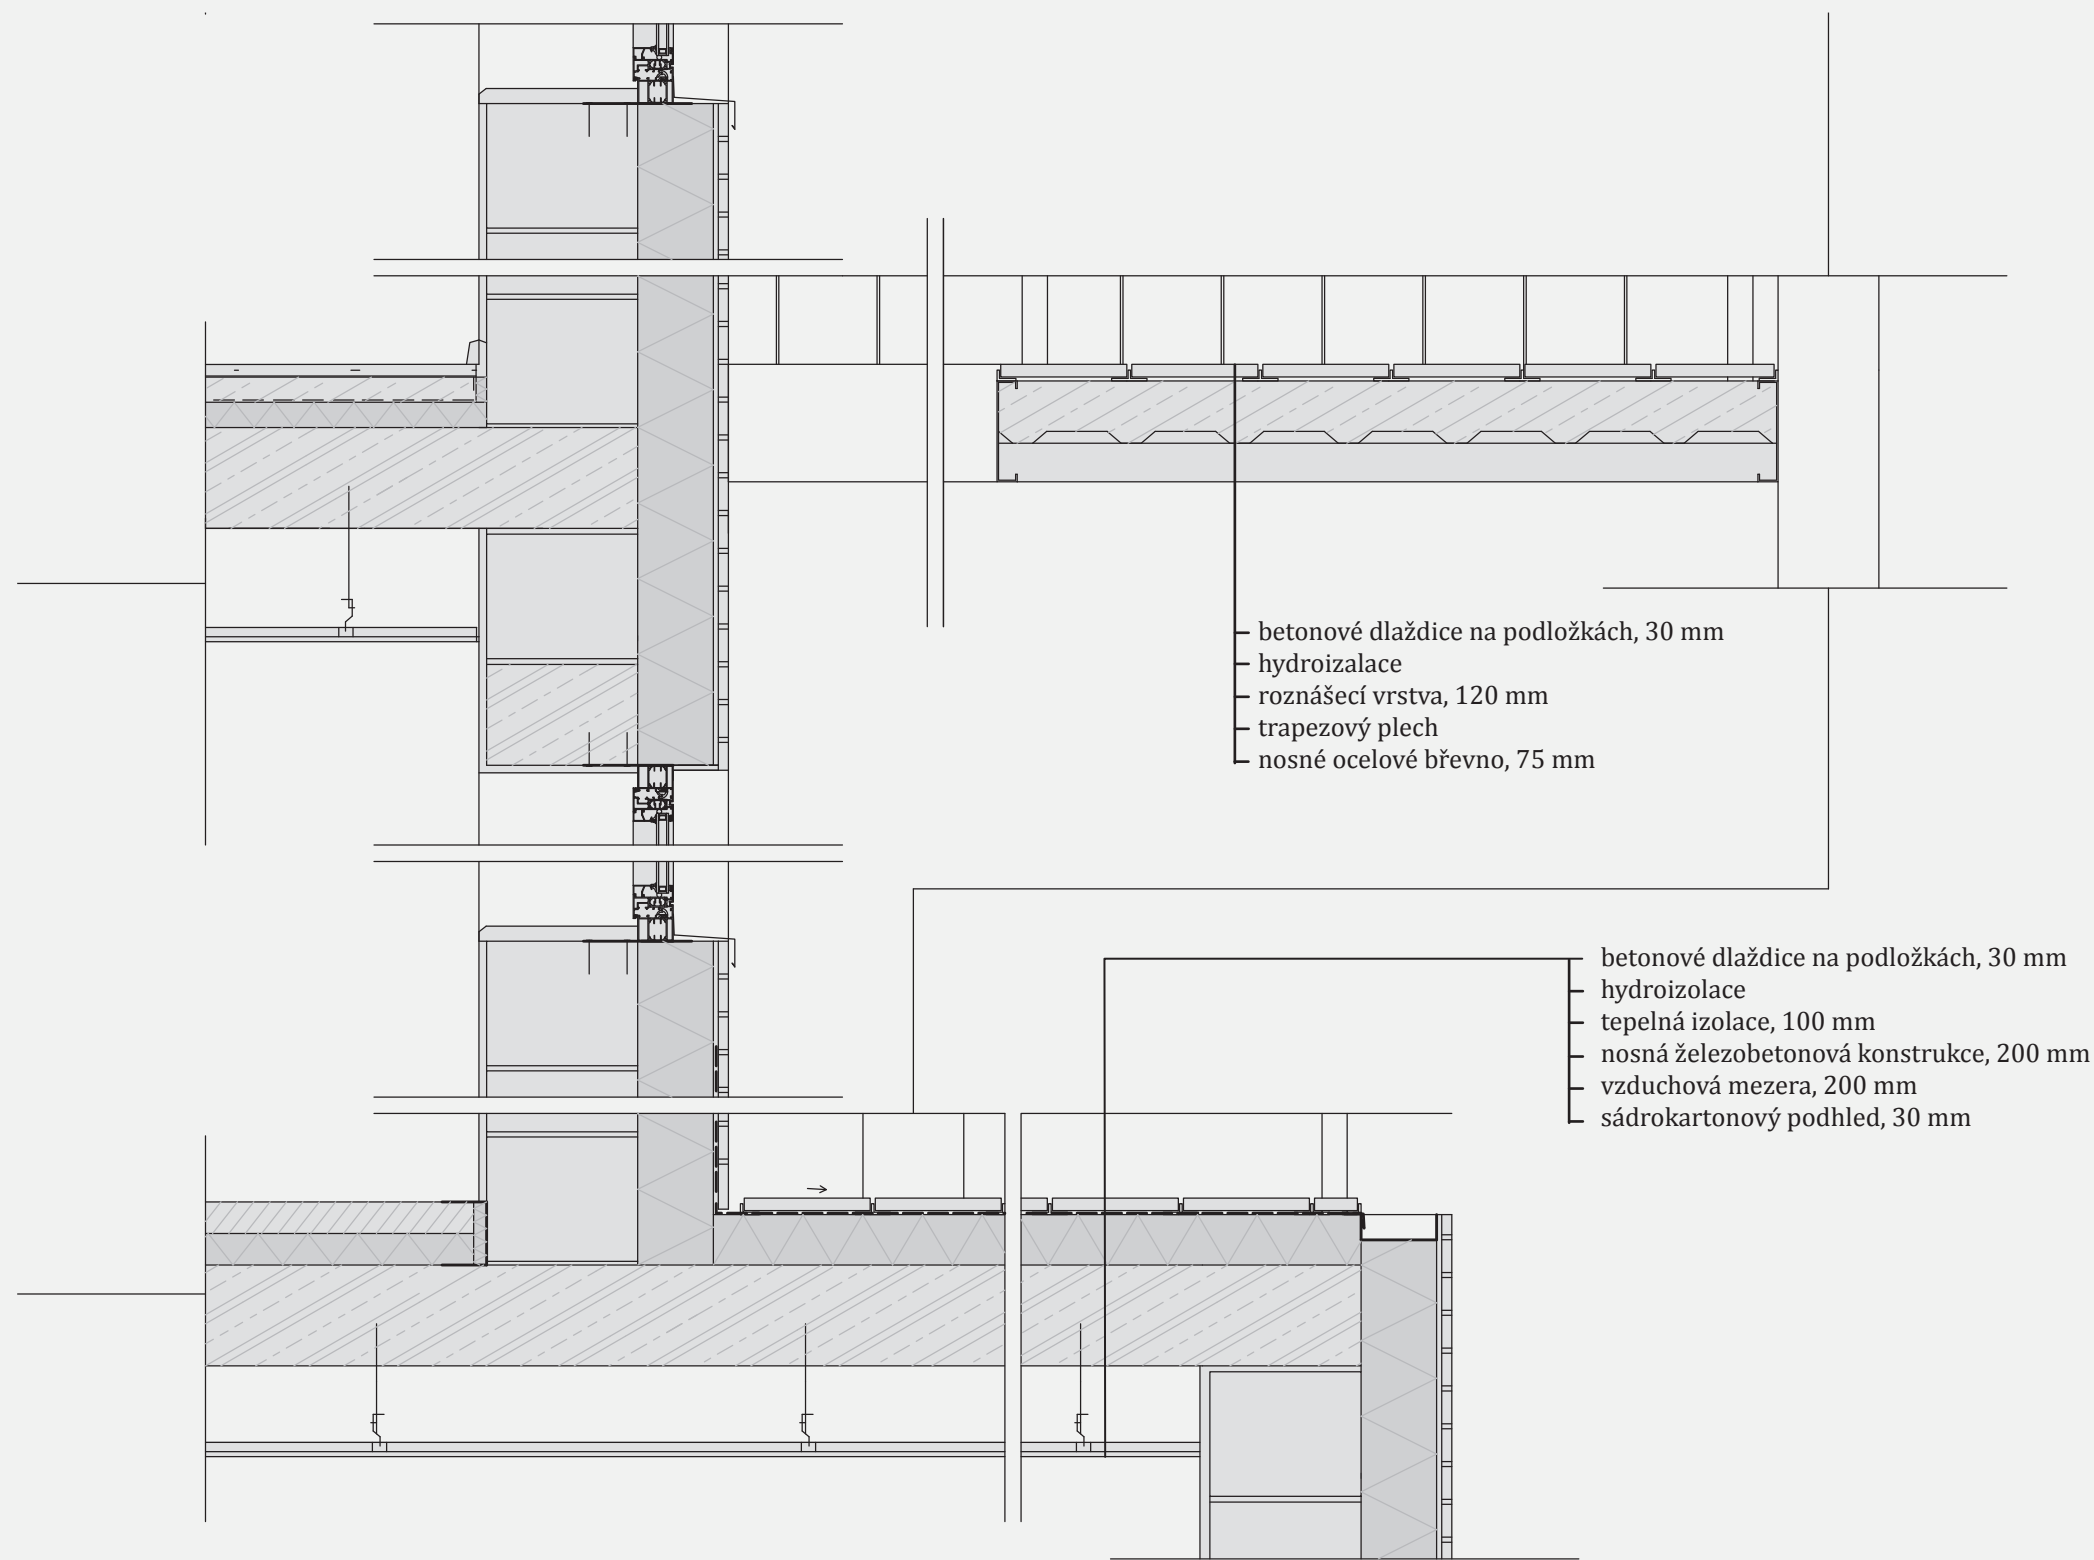 betonové dlaždice na podložkách, 30 mm
hydroizalace
roznášecí vrstva, 120 mm
trapezový plech
nosné ocelové břevno, 75 mm
betonové dlaždice na podložkách, 30 mm
hydroizolace
tepelná izolace, 100 mm
nosná železobetonová konstrukce, 200 mm
vzduchová mezera, 200 mm
sádrokartonový podhled, 30 mm